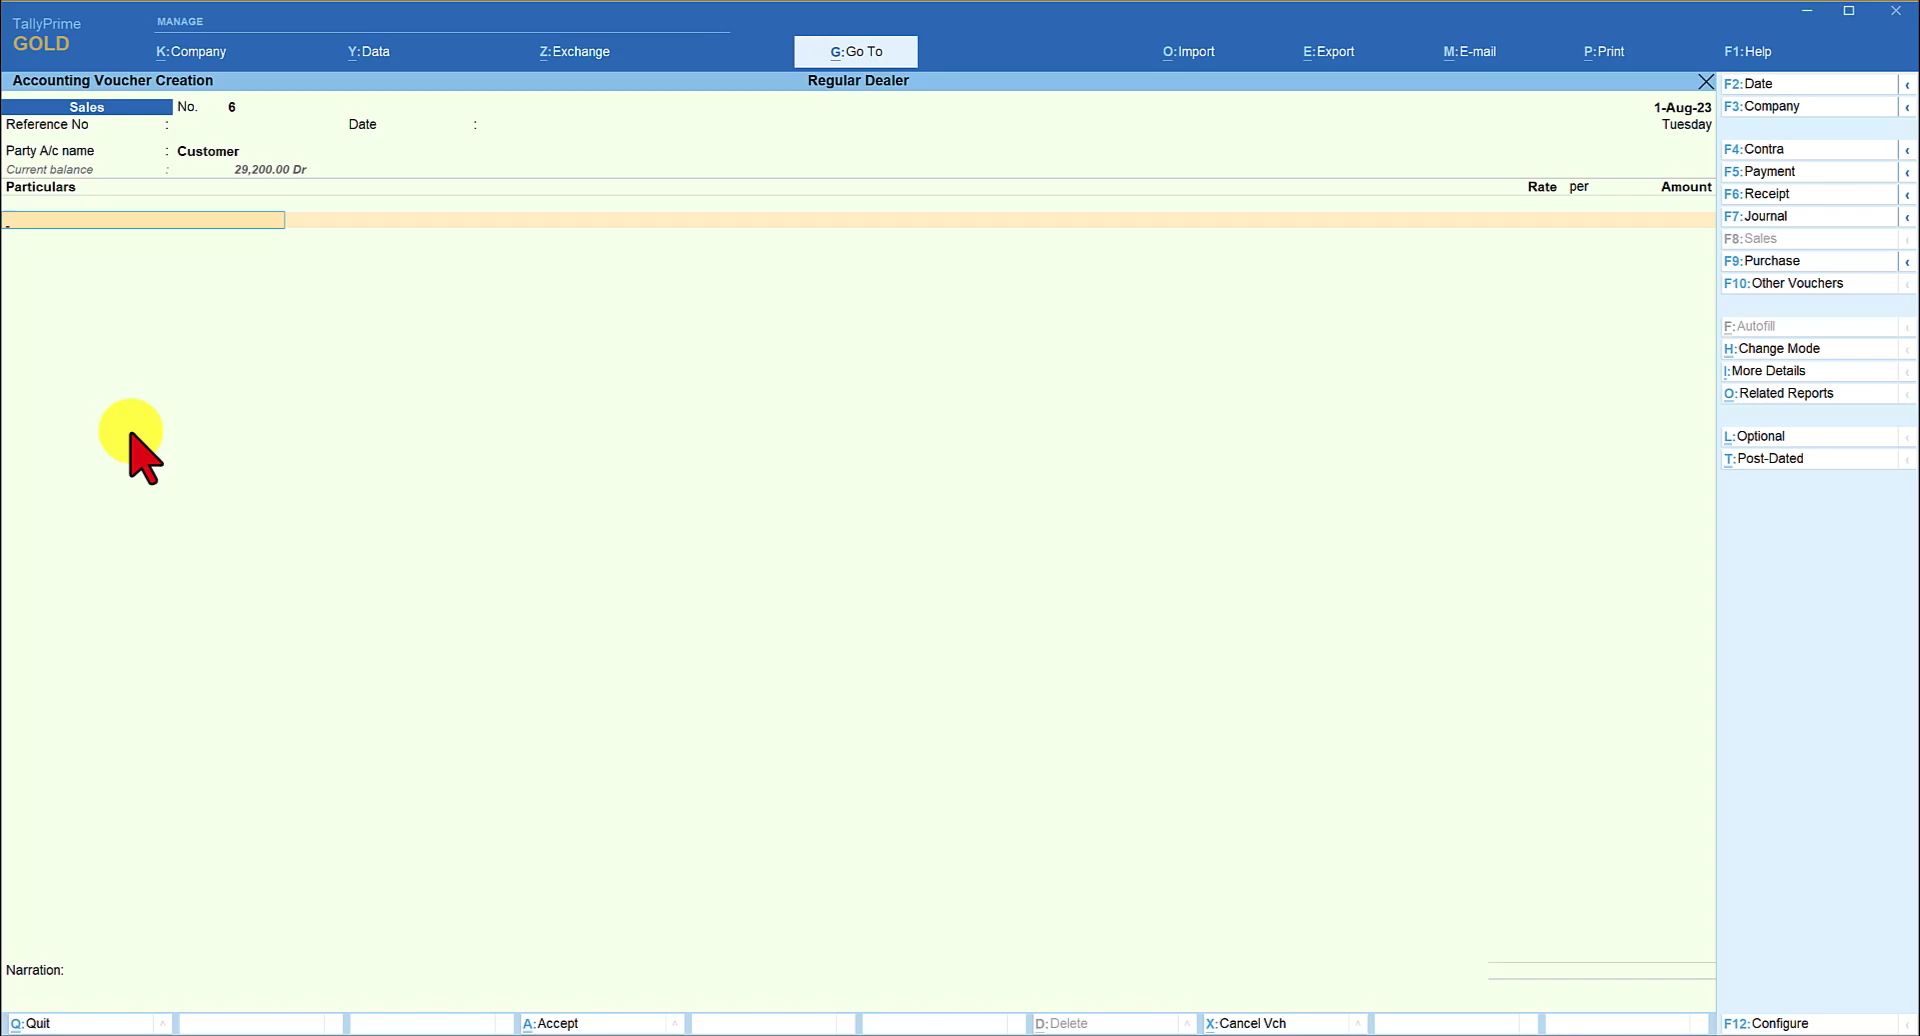 TallyPrime
GOLD
MANAGE
K:Company Y:Data Z:Exchange G:Go To O:Import E:Export M:E-mail P:Print F1:Help
Accounting Voucher Creation Regular Dealer
Sales No. 6 1-Aug-23
Reference No : Date : Tuesday
Party A/c name : Customer
Current balance : 29,200.00 Dr
Particulars Rate per Amount
F2:Date
F3:Company
F4:Contra
F5:Payment
F6:Receipt
F7:Journal
F8:Sales
F9:Purchase
F10:Other Vouchers
F:Autofill
H:Change Mode
I:More Details
O:Related Reports
L:Optional
T:Post-Dated
Narration:
Q:Quit A:Accept D:Delete X:Cancel Vch F12:Configure